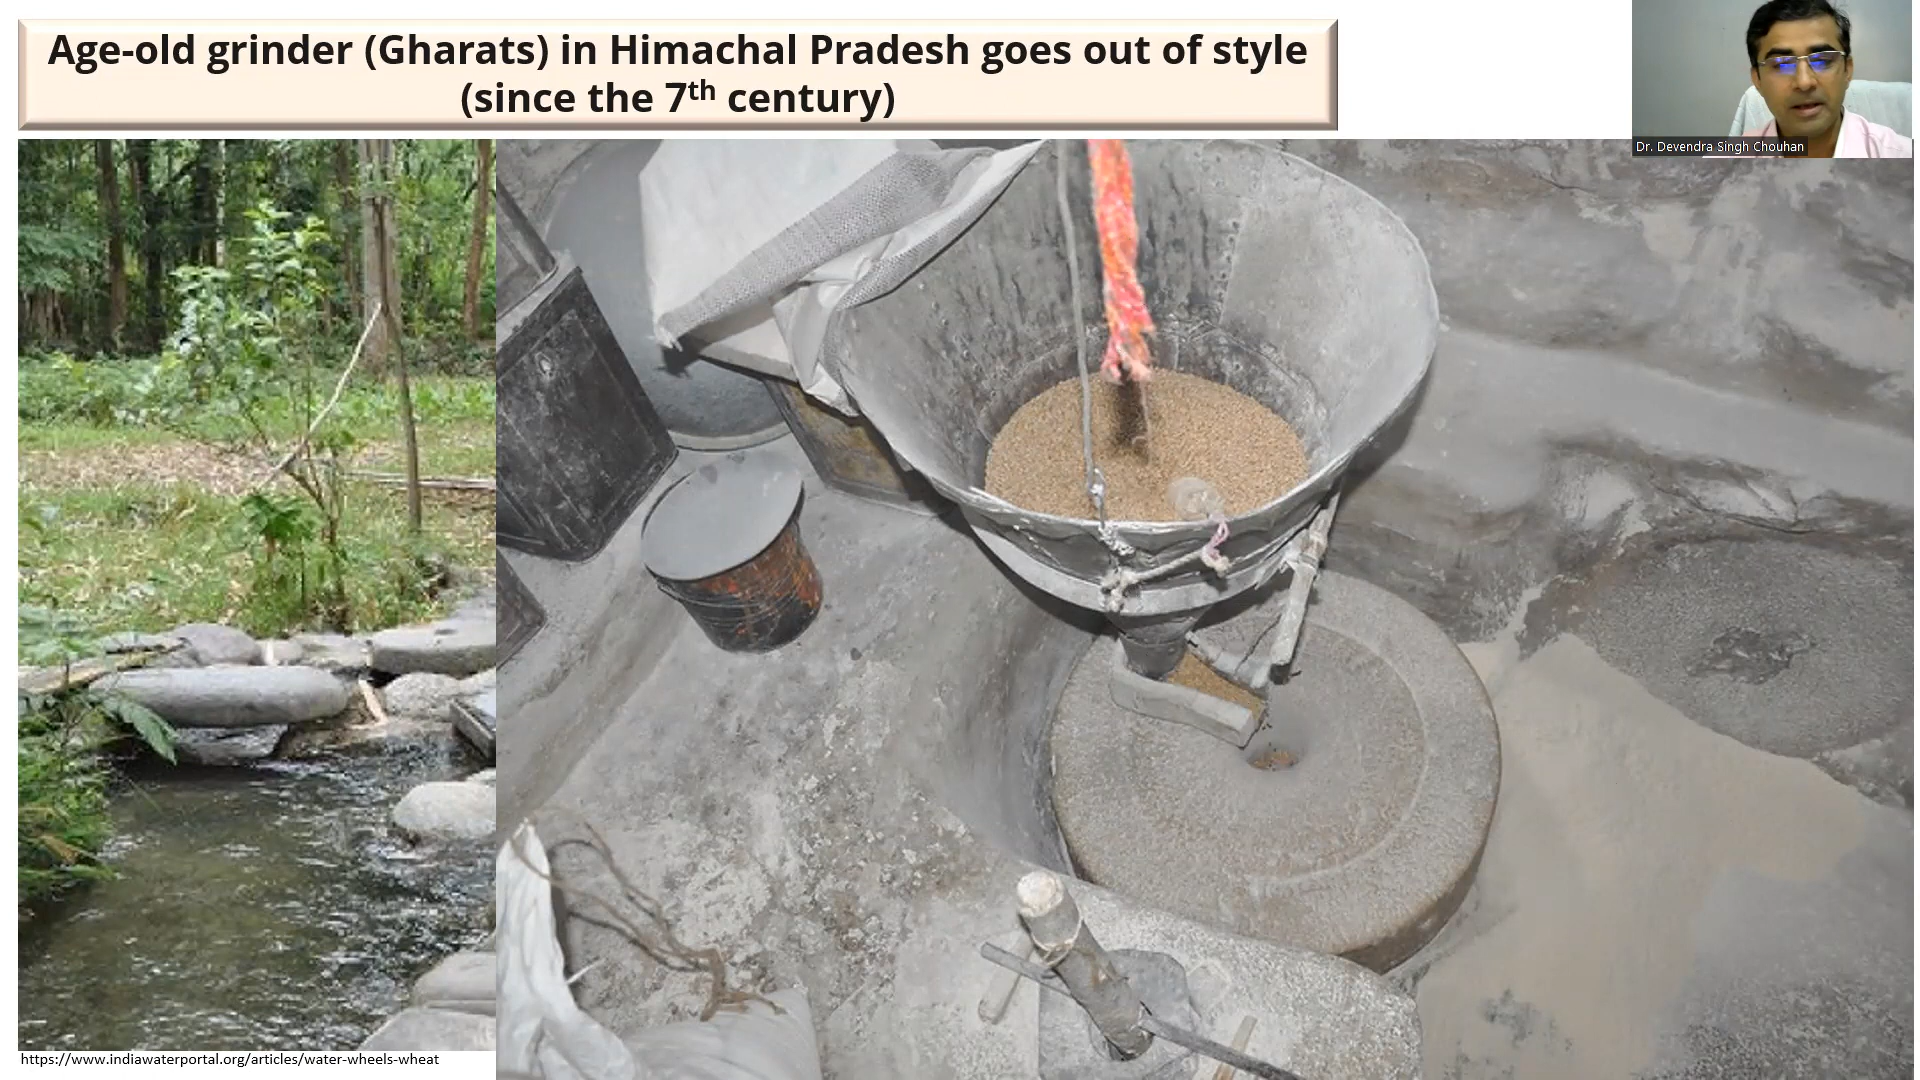 Age-old grinder (Gharats) in Himachal Pradesh goes out of style
(since the 7th century)
Dr. Devendra Singh Chouhan
https://www.indiawaterportal.org/articles/water-wheels-wheat